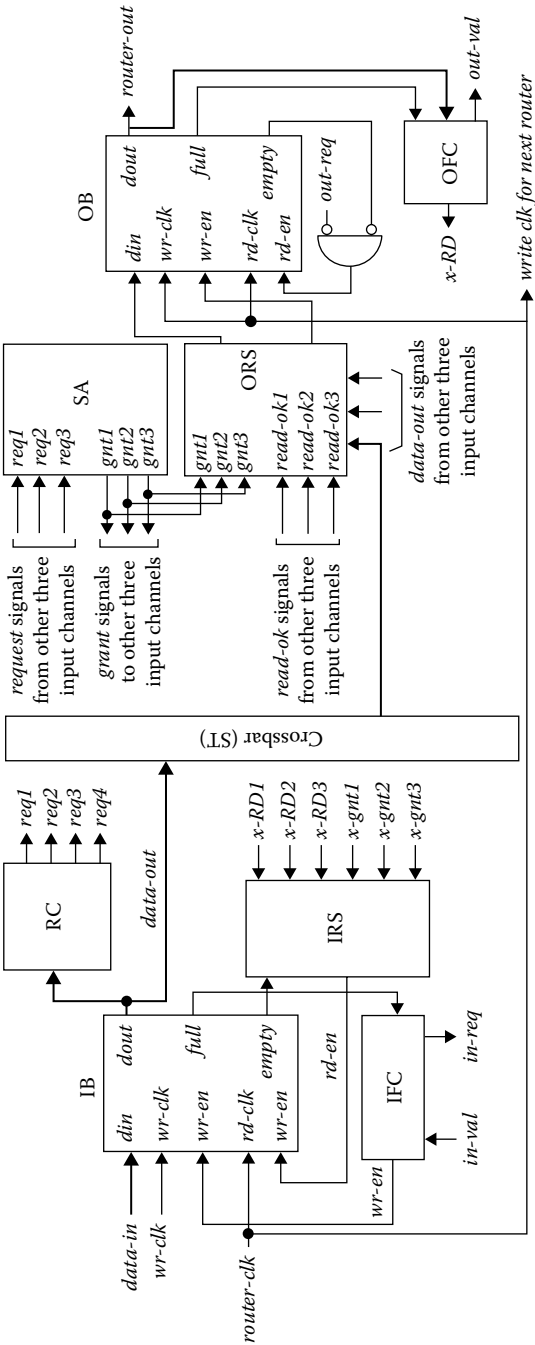 data-in
wr-clk
router-clk
IB
din
wr-clk
wr-en
rd-clk
wr-en
dout
full
empty
wr-en
rd-en
IFC
in-val
in-req
RC
req1
req2
req3
req4
data-out
IRS
x-RD1
x-RD2
x-RD3
x-gnt1
x-gnt2
x-gnt3
Crossbar (ST)
request signals
from other three
input channels
grant signals
to other three
input channels
read-ok signals
from other three
input channels
SA
req1
req2
req3
gnt1
gnt2
gnt3
ORS
gnt1
gnt2
gnt3
read-ok1
read-ok2
read-ok3
data-out signals
from other three
input channels
OB
din
wr-clk
wr-en
rd-clk
rd-en
dout
full
empty
router-out
out-req
OFC
x-RD
out-val
write clk for next router